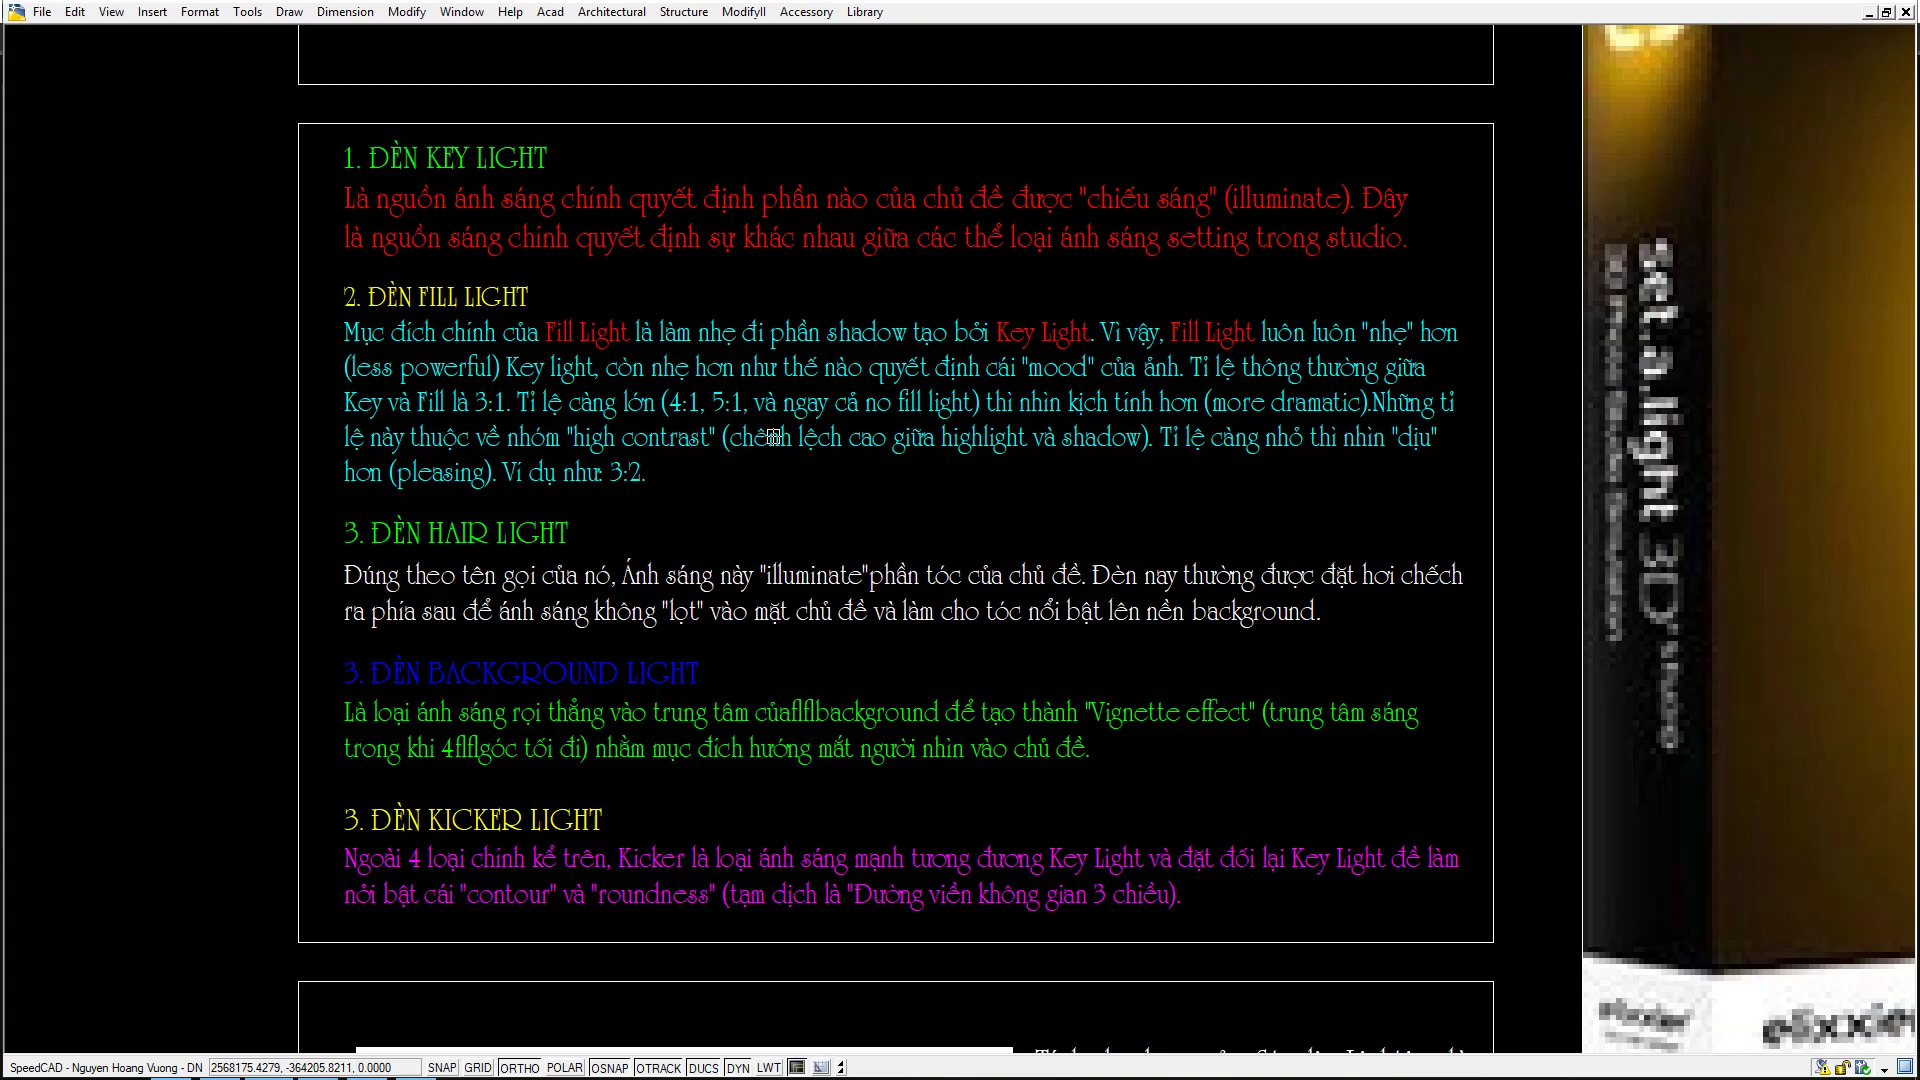 File Edit View Insert Format Tools Draw Dimension Modify Window Help Acad Architectural Structure ModifyII Accessory Library
1. ĐÈN KEY LIGHT
Là nguồn ánh sáng chính quyết định phần nào của chủ đề được "chiếu sáng" (illuminate). Đây
là nguồn sáng chính quyết định sự khác nhau giữa các thể loại ánh sáng setting trong studio.
2. ĐÈN FILL LIGHT
Mục đích chính của Fill Light là làm nhẹ đi phần shadow tạo bởi Key Light. Vì vậy, Fill Light luôn luôn "nhẹ" hơn
(less powerful) Key light, còn nhẹ hơn như thế nào quyết định cái "mood" của ảnh. Tỉ lệ thông thường giữa
Key và Fill là 3:1. Tỉ lệ càng lớn (4:1, 5:1, và ngay cả no fill light) thì nhìn kịch tính hơn (more dramatic).Những tỉ
lệ này thuộc về nhóm "high contrast" (chênh lệch cao giữa highlight và shadow). Tỉ lệ càng nhỏ thì nhìn "dịu"
hơn (pleasing). Ví dụ như: 3:2.
3. ĐÈN HAIR LIGHT
Đúng theo tên gọi của nó, Ánh sáng này "illuminate"phần tóc của chủ đề. Đèn nay thường được đặt hơi chếch
ra phía sau để ánh sáng không "lọt" vào mặt chủ đề và làm cho tóc nổi bật lên nền background.
3. ĐÈN BACKGROUND LIGHT
Là loại ánh sáng rọi thẳng vào trung tâm củaflflbackground để tạo thành "Vignette effect" (trung tâm sáng
trong khi 4flflgóc tối đi) nhằm mục đích hướng mắt người nhìn vào chủ đề.
3. ĐÈN KICKER LIGHT
Ngoài 4 loại chính kể trên, Kicker là loại ánh sáng mạnh tương đương Key Light và đặt đối lại Key Light đề làm
nỏi bật cái "contour" và "roundness" (tạm dịch là "Đường viền không gian 3 chiều).
set.a.light 3D
elixxier
SpeedCAD - Nguyen Hoang Vuong - DN 2568175.4279, -364205.8211, 0.0000 SNAP GRID ORTHO POLAR OSNAP OTRACK DUCS DYN LWT